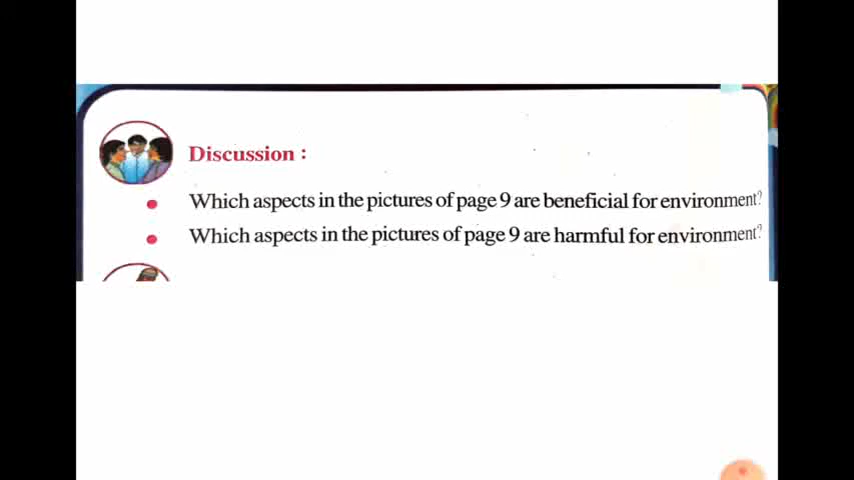 Discussion :
Which aspects in the pictures of page 9 are beneficial for environment?
Which aspects in the pictures of page 9 are harmful for environment?